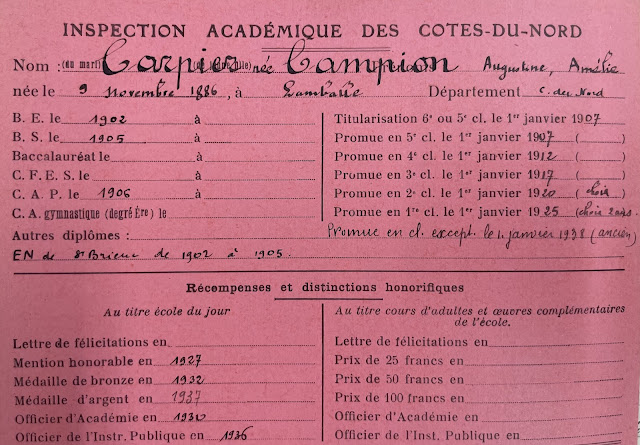 INSPECTION ACADÉMIQUE DES COTES-DU-NORD
Nom : (du mari) Carpier née Campion Augustine, Amélie
née le 9 novembre 1886, à Lamballe Département C. du Nord
B. E. le 1902 à
B. S. le 1905 à
Baccalauréat le à
C. F. E. S. le à
C. A. P. le 1906 à
C. A. gymnastique (degré Ere) le
Titularisation 6e ou 5e cl. le 1er janvier 1907
Promue en 5e cl. le 1er janvier 1907 ( )
Promue en 4e cl. le 1er janvier 1912 ( )
Promue en 3e cl. le 1er janvier 1917 ( )
Promue en 2e cl. le 1er janvier 1920 (choix)
Promue en 1re cl. le 1er janvier 1925 (choix 2 ans)
Autres diplômes : Promue en cl. except. le 1. janvier 1938 (ancien)
EN de St Brieuc de 1902 à 1905.
Récompenses et distinctions honorifiques
Au titre école du jour
Lettre de félicitations en
Mention honorable en 1927
Médaille de bronze en 1932
Médaille d'argent en 1937
Officier d'Académie en
Officier de l'Instr. Publique en 1936
Au titre cours d'adultes et œuvres complémentaires
de l'école.
Lettre de félicitations en
Prix de 25 francs en
Prix de 50 francs en
Prix de 100 francs en
Officier d'Académie en
Officier de l'Inst. Publique en